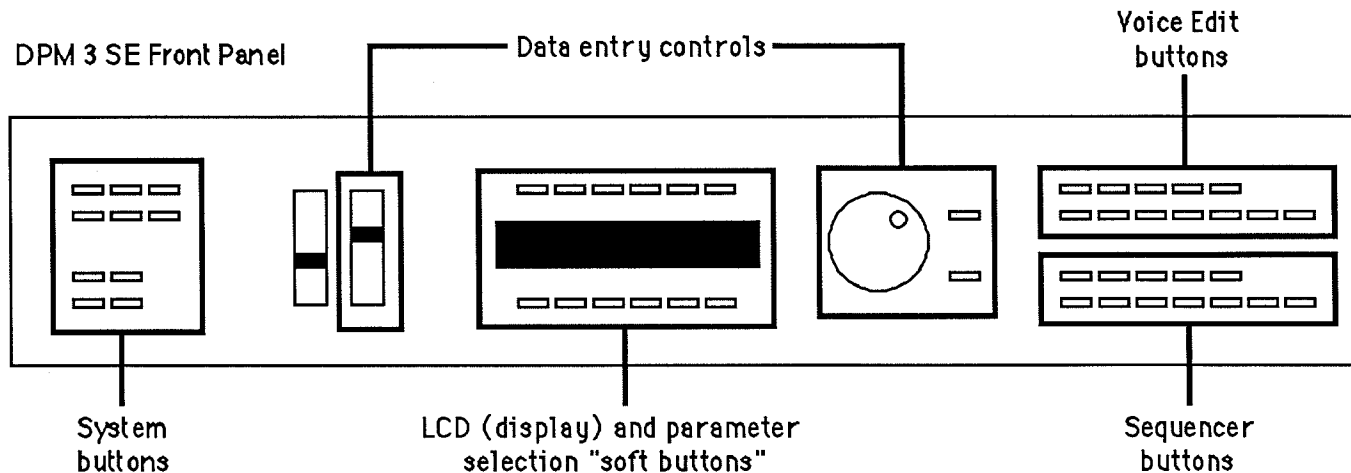 DPM 3 SE Front Panel
Data entry controls
Voice Edit
buttons
System
buttons
LCD (display) and parameter
selection "soft buttons"
Sequencer
buttons